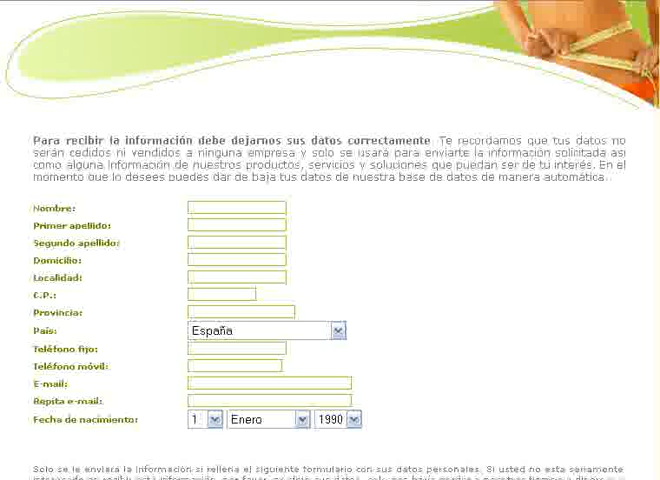 Para recibir la información debe dejarnos sus datos correctamente. Te recordamos que tus datos no
serán cedidos ni vendidos a ninguna empresa y solo se usará para enviarte la información solicitada así
como alguna información de nuestros productos, servicios y soluciones que puedan ser de tu interés. En el
momento que lo desees puedes dar de baja tus datos de nuestra base de datos de manera automática.
Nombre:
Primer apellido:
Segundo apellido:
Domicilio:
Localidad:
C.P.:
Provincia:
País: España
Teléfono fijo:
Teléfono móvil:
E-mail:
Repita e-mail:
Fecha de nacimiento: 1 Enero 1990
Solo se le enviará la información si rellena el siguiente formulario con sus datos personales. Si usted no esta seriamente